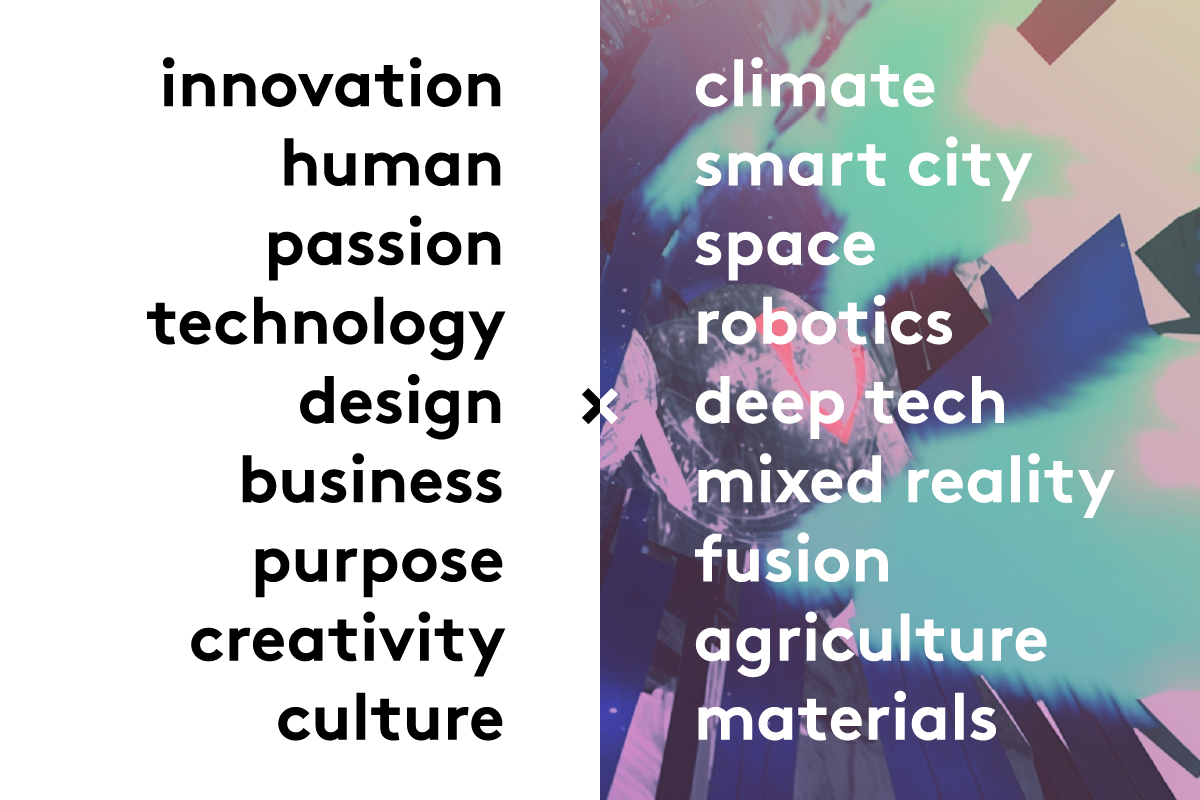 innovation
human
passion
technology
design
business
purpose
creativity
culture
×
climate
smart city
space
robotics
deep tech
mixed reality
fusion
agriculture
materials